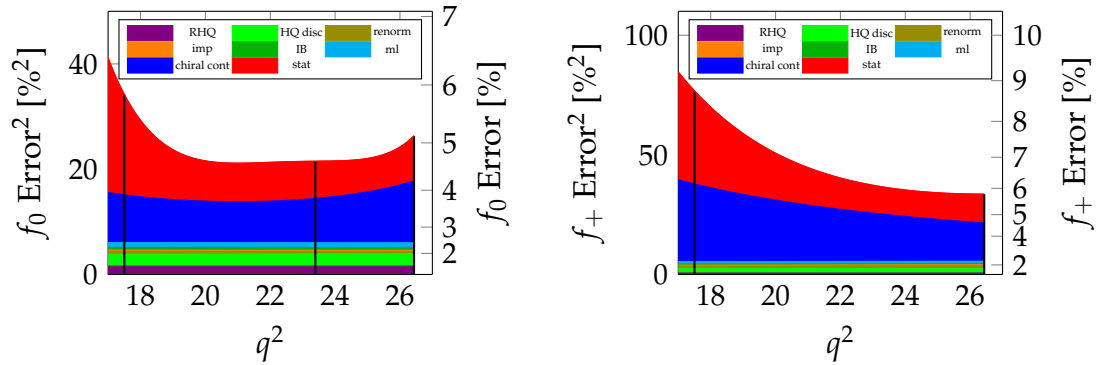 RHQ HQ disc renorm
imp IB ml
chiral cont stat
f₀ Error² [%²]
0
20
40
18 20 22 24 26
q²
2
3
4
5
6
7
f₀ Error [%]
RHQ HQ disc renorm
imp IB ml
chiral cont stat
f₊ Error² [%²]
0
50
100
18 20 22 24 26
q²
2
4
5
6
7
8
9
10
f₊ Error [%]